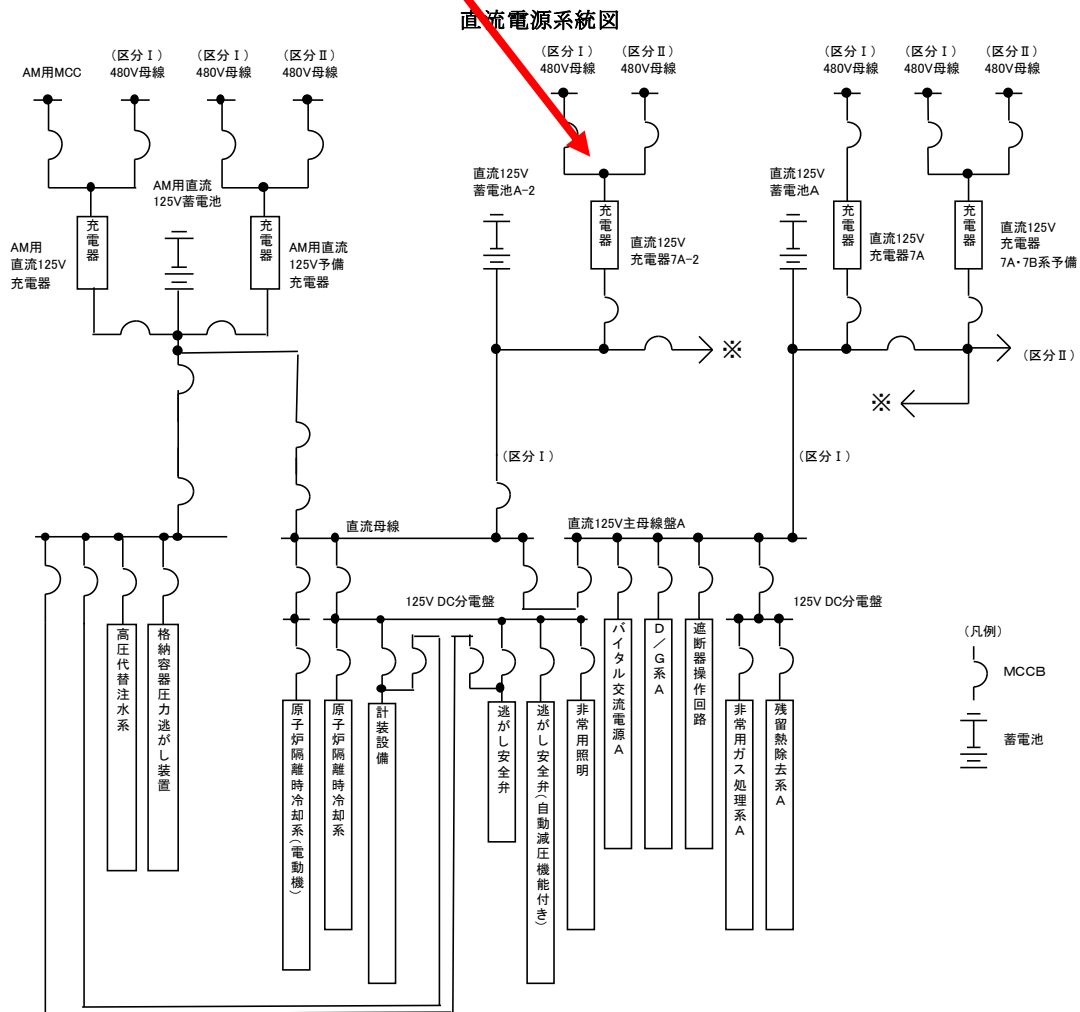 直流電源系統図
AM用MCC
(区分Ⅰ)
480V母線
(区分Ⅰ)
480V母線
(区分Ⅱ)
480V母線
(区分Ⅰ)
480V母線
(区分Ⅱ)
480V母線
(区分Ⅰ)
480V母線
(区分Ⅰ)
480V母線
(区分Ⅱ)
480V母線
AM用
直流125V
充電器
充電器
AM用直流
125V蓄電池
充電器
AM用直流
125V予備
充電器
直流125V
蓄電池A-2
充電器
直流125V
充電器7A-2
直流125V
蓄電池A
充電器
直流125V
充電器7A
充電器
直流125V
充電器
7A・7B系予備
※
(区分Ⅱ)
※
(区分Ⅰ)
(区分Ⅰ)
直流母線
直流125V主母線盤A
125V DC分電盤
125V DC分電盤
高圧代替注水系
格納容器圧力逃がし装置
原子炉隔離時冷却系(電動機)
原子炉隔離時冷却系
計装設備
逃がし安全弁
逃がし安全弁(自動減圧機能付き)
非常用照明
バイタル交流電源A
D/G系A
遮断器操作回路
非常用ガス処理系A
残留熱除去系A
(凡例)
MCCB
蓄電池